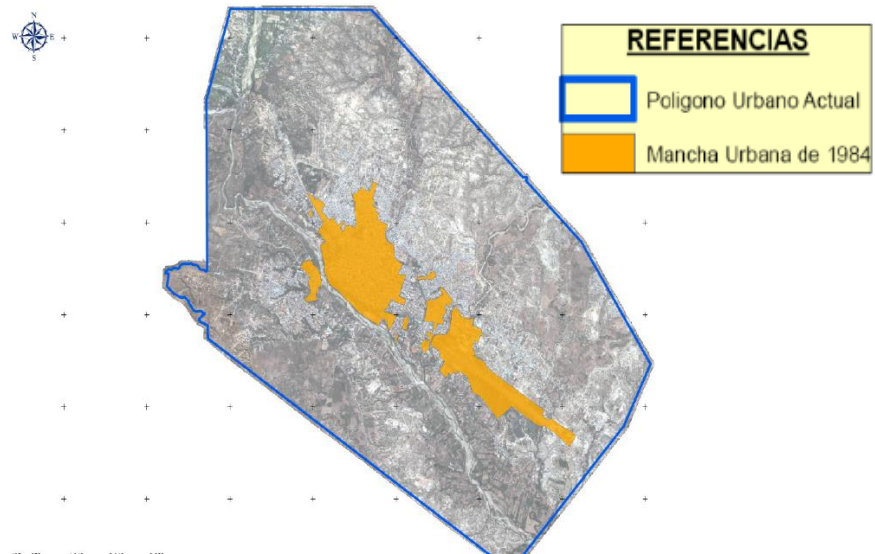 N
W E
S
REFERENCIAS
Poligono Urbano Actual
Mancha Urbana de 1984